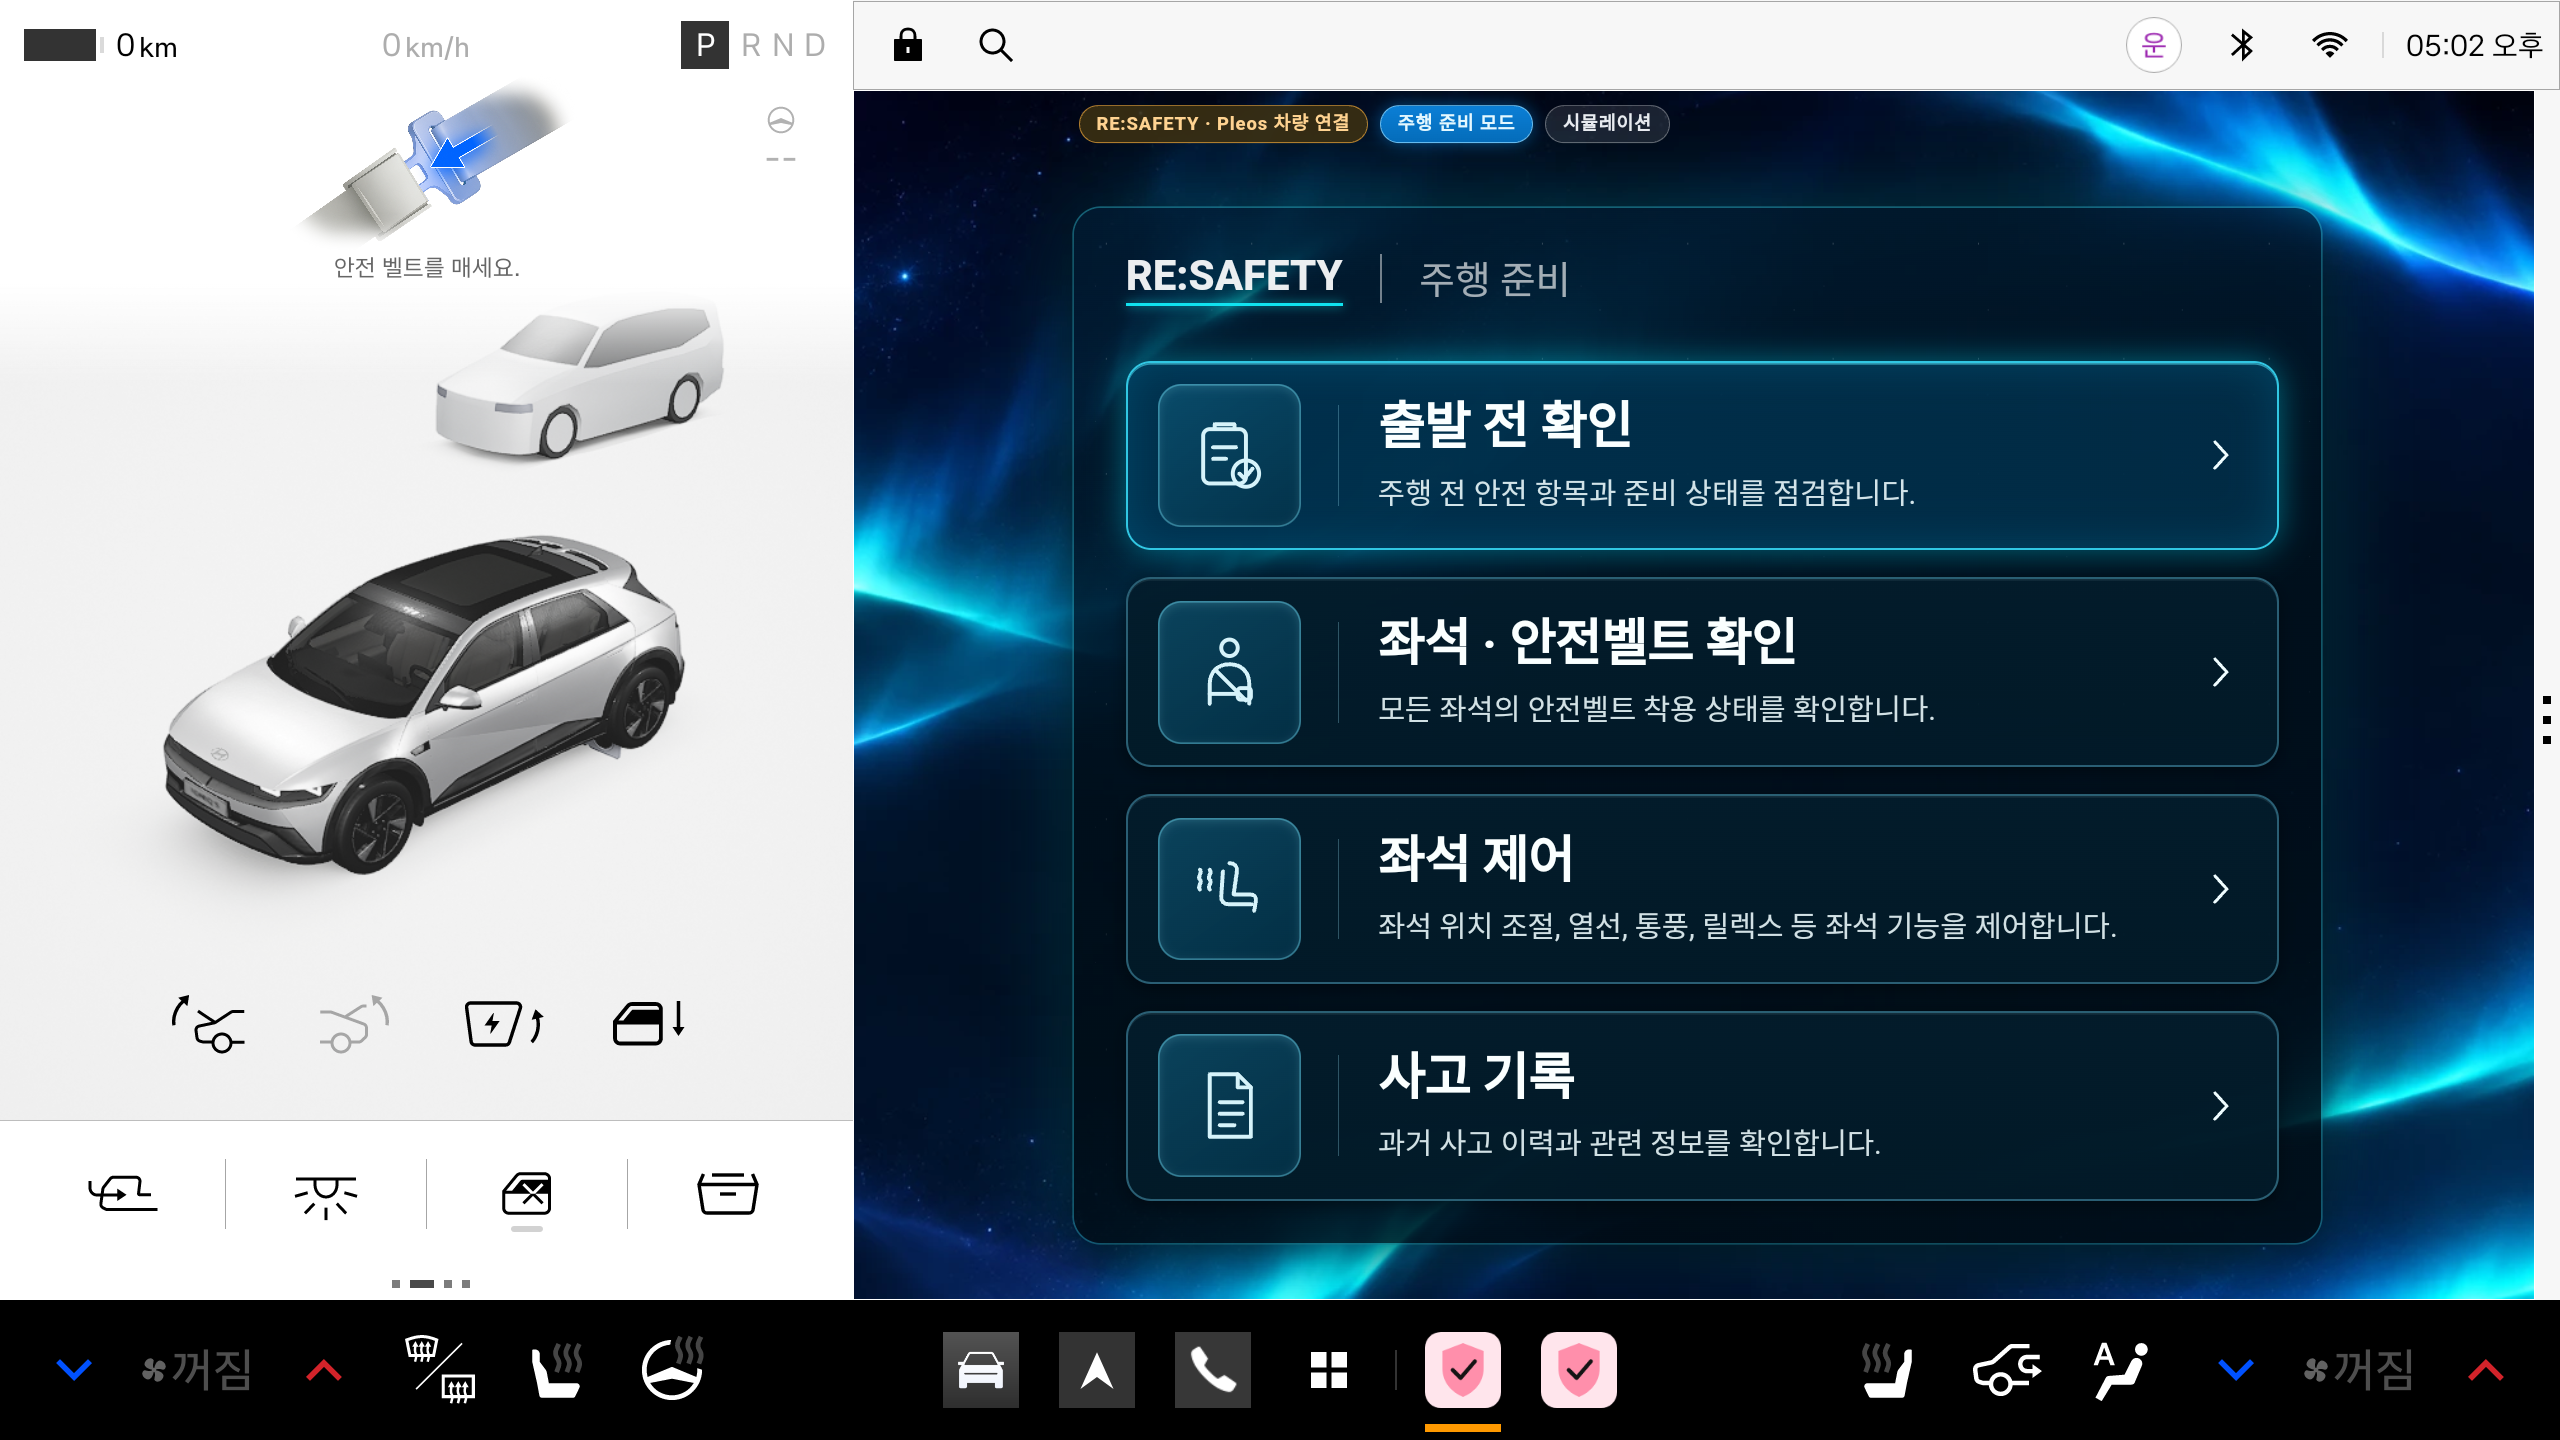 0 km
0 km/h
P R N D
안전 벨트를 매세요.
--
운
05:02 오후
RE:SAFETY · Pleos 차량 연결
주행 준비 모드
시뮬레이션
RE:SAFETY
주행 준비
출발 전 확인
주행 전 안전 항목과 준비 상태를 점검합니다.
좌석 · 안전벨트 확인
모든 좌석의 안전벨트 착용 상태를 확인합니다.
좌석 제어
좌석 위치 조절, 열선, 통풍, 릴렉스 등 좌석 기능을 제어합니다.
사고 기록
과거 사고 이력과 관련 정보를 확인합니다.
꺼짐
A
꺼짐